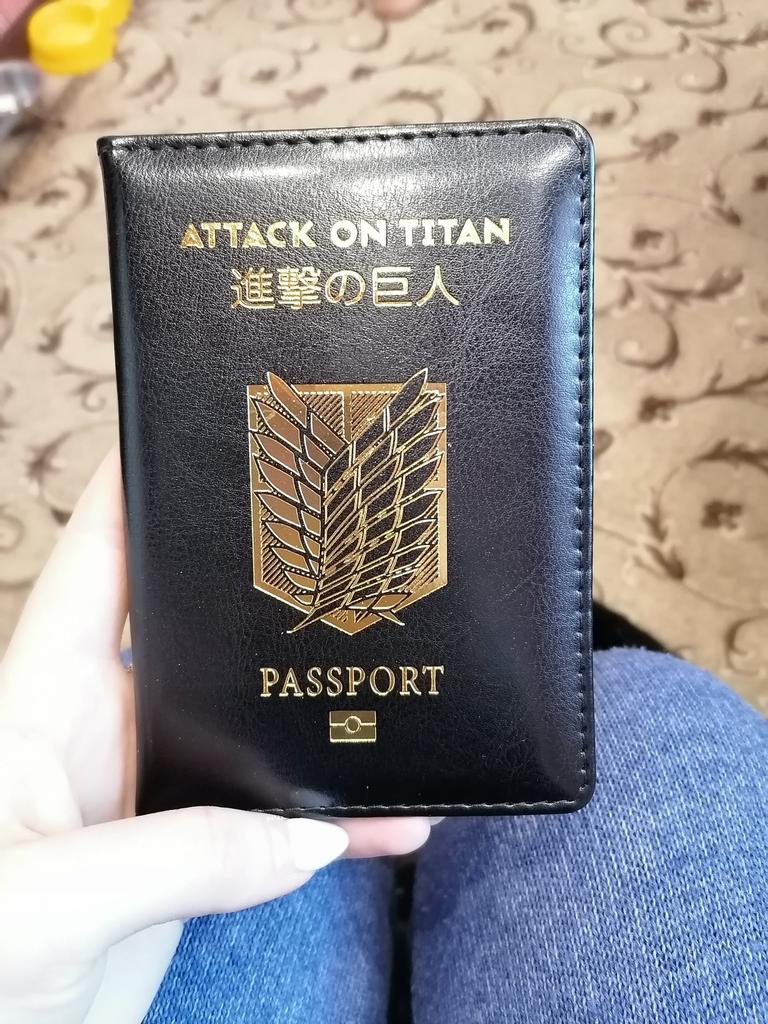 ATTACK ON TITAN
進撃の巨人
PASSPORT